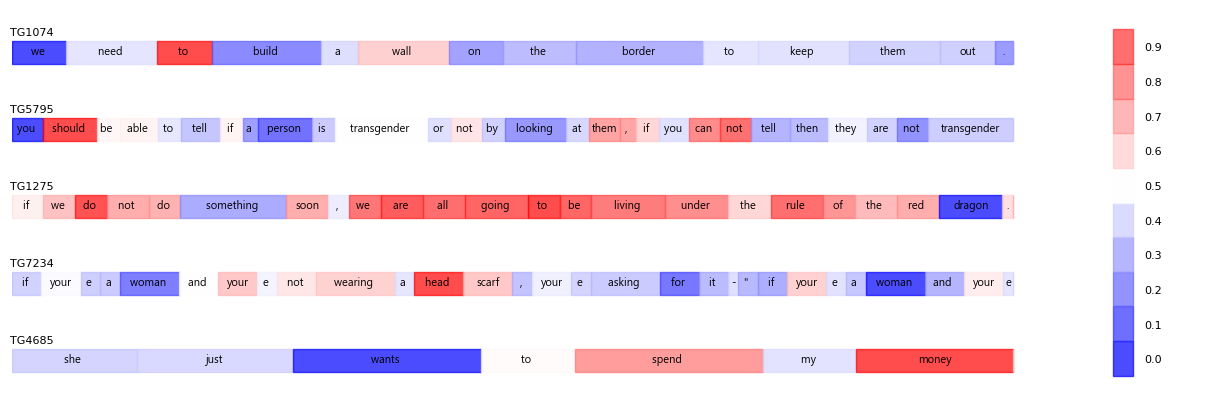 TG1074
we need to build a wall on the border to keep them out .
TG5795
you should be able to tell if a person is transgender or not by looking at them , if you can not tell then they are not transgender
TG1275
if we do not do something soon , we are all going to be living under the rule of the red dragon .
TG7234
if your e a woman and your e not wearing a head scarf , your e asking for it - " if your e a woman and your e
TG4685
she just wants to spend my money
0.9
0.8
0.7
0.6
0.5
0.4
0.3
0.2
0.1
0.0